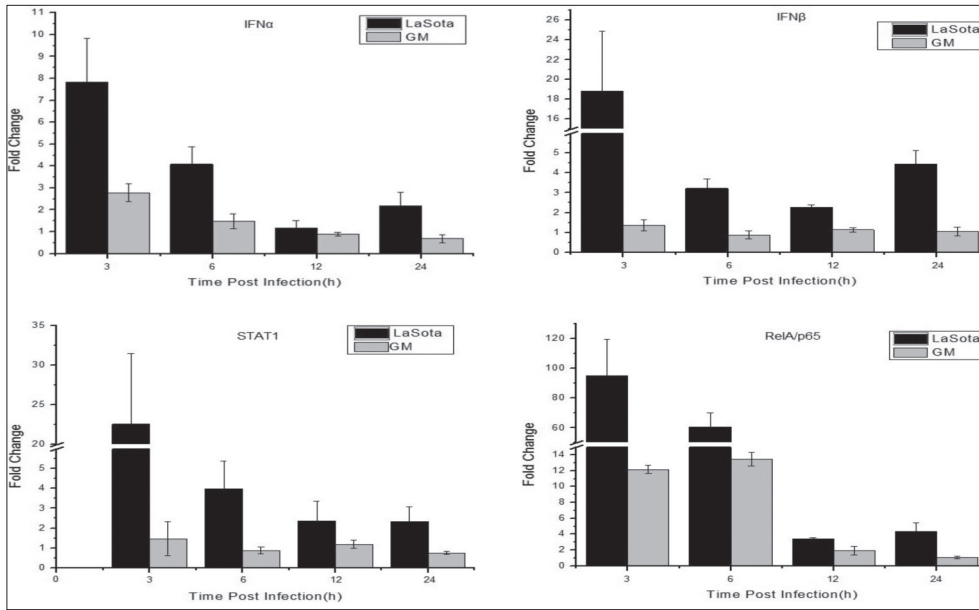 IFNα
LaSota
GM
Fold Change
11
10
9
8
7
6
5
4
3
2
1
0
3 6 12 24
Time Post Infection(h)
IFNβ
LaSota
GM
Fold Change
26
24
22
20
18
16
5
4
3
2
1
0
3 6 12 24
Time Post Infection(h)
STAT1
LaSota
GM
Fold Change
35
30
25
20
5
4
3
2
1
0
0 3 6 12 24
Time Post Infection(h)
RelA/p65
LaSota
GM
Fold Change
120
100
80
60
14
12
10
8
6
4
2
0
3 6 12 24
Time Post Infection(h)